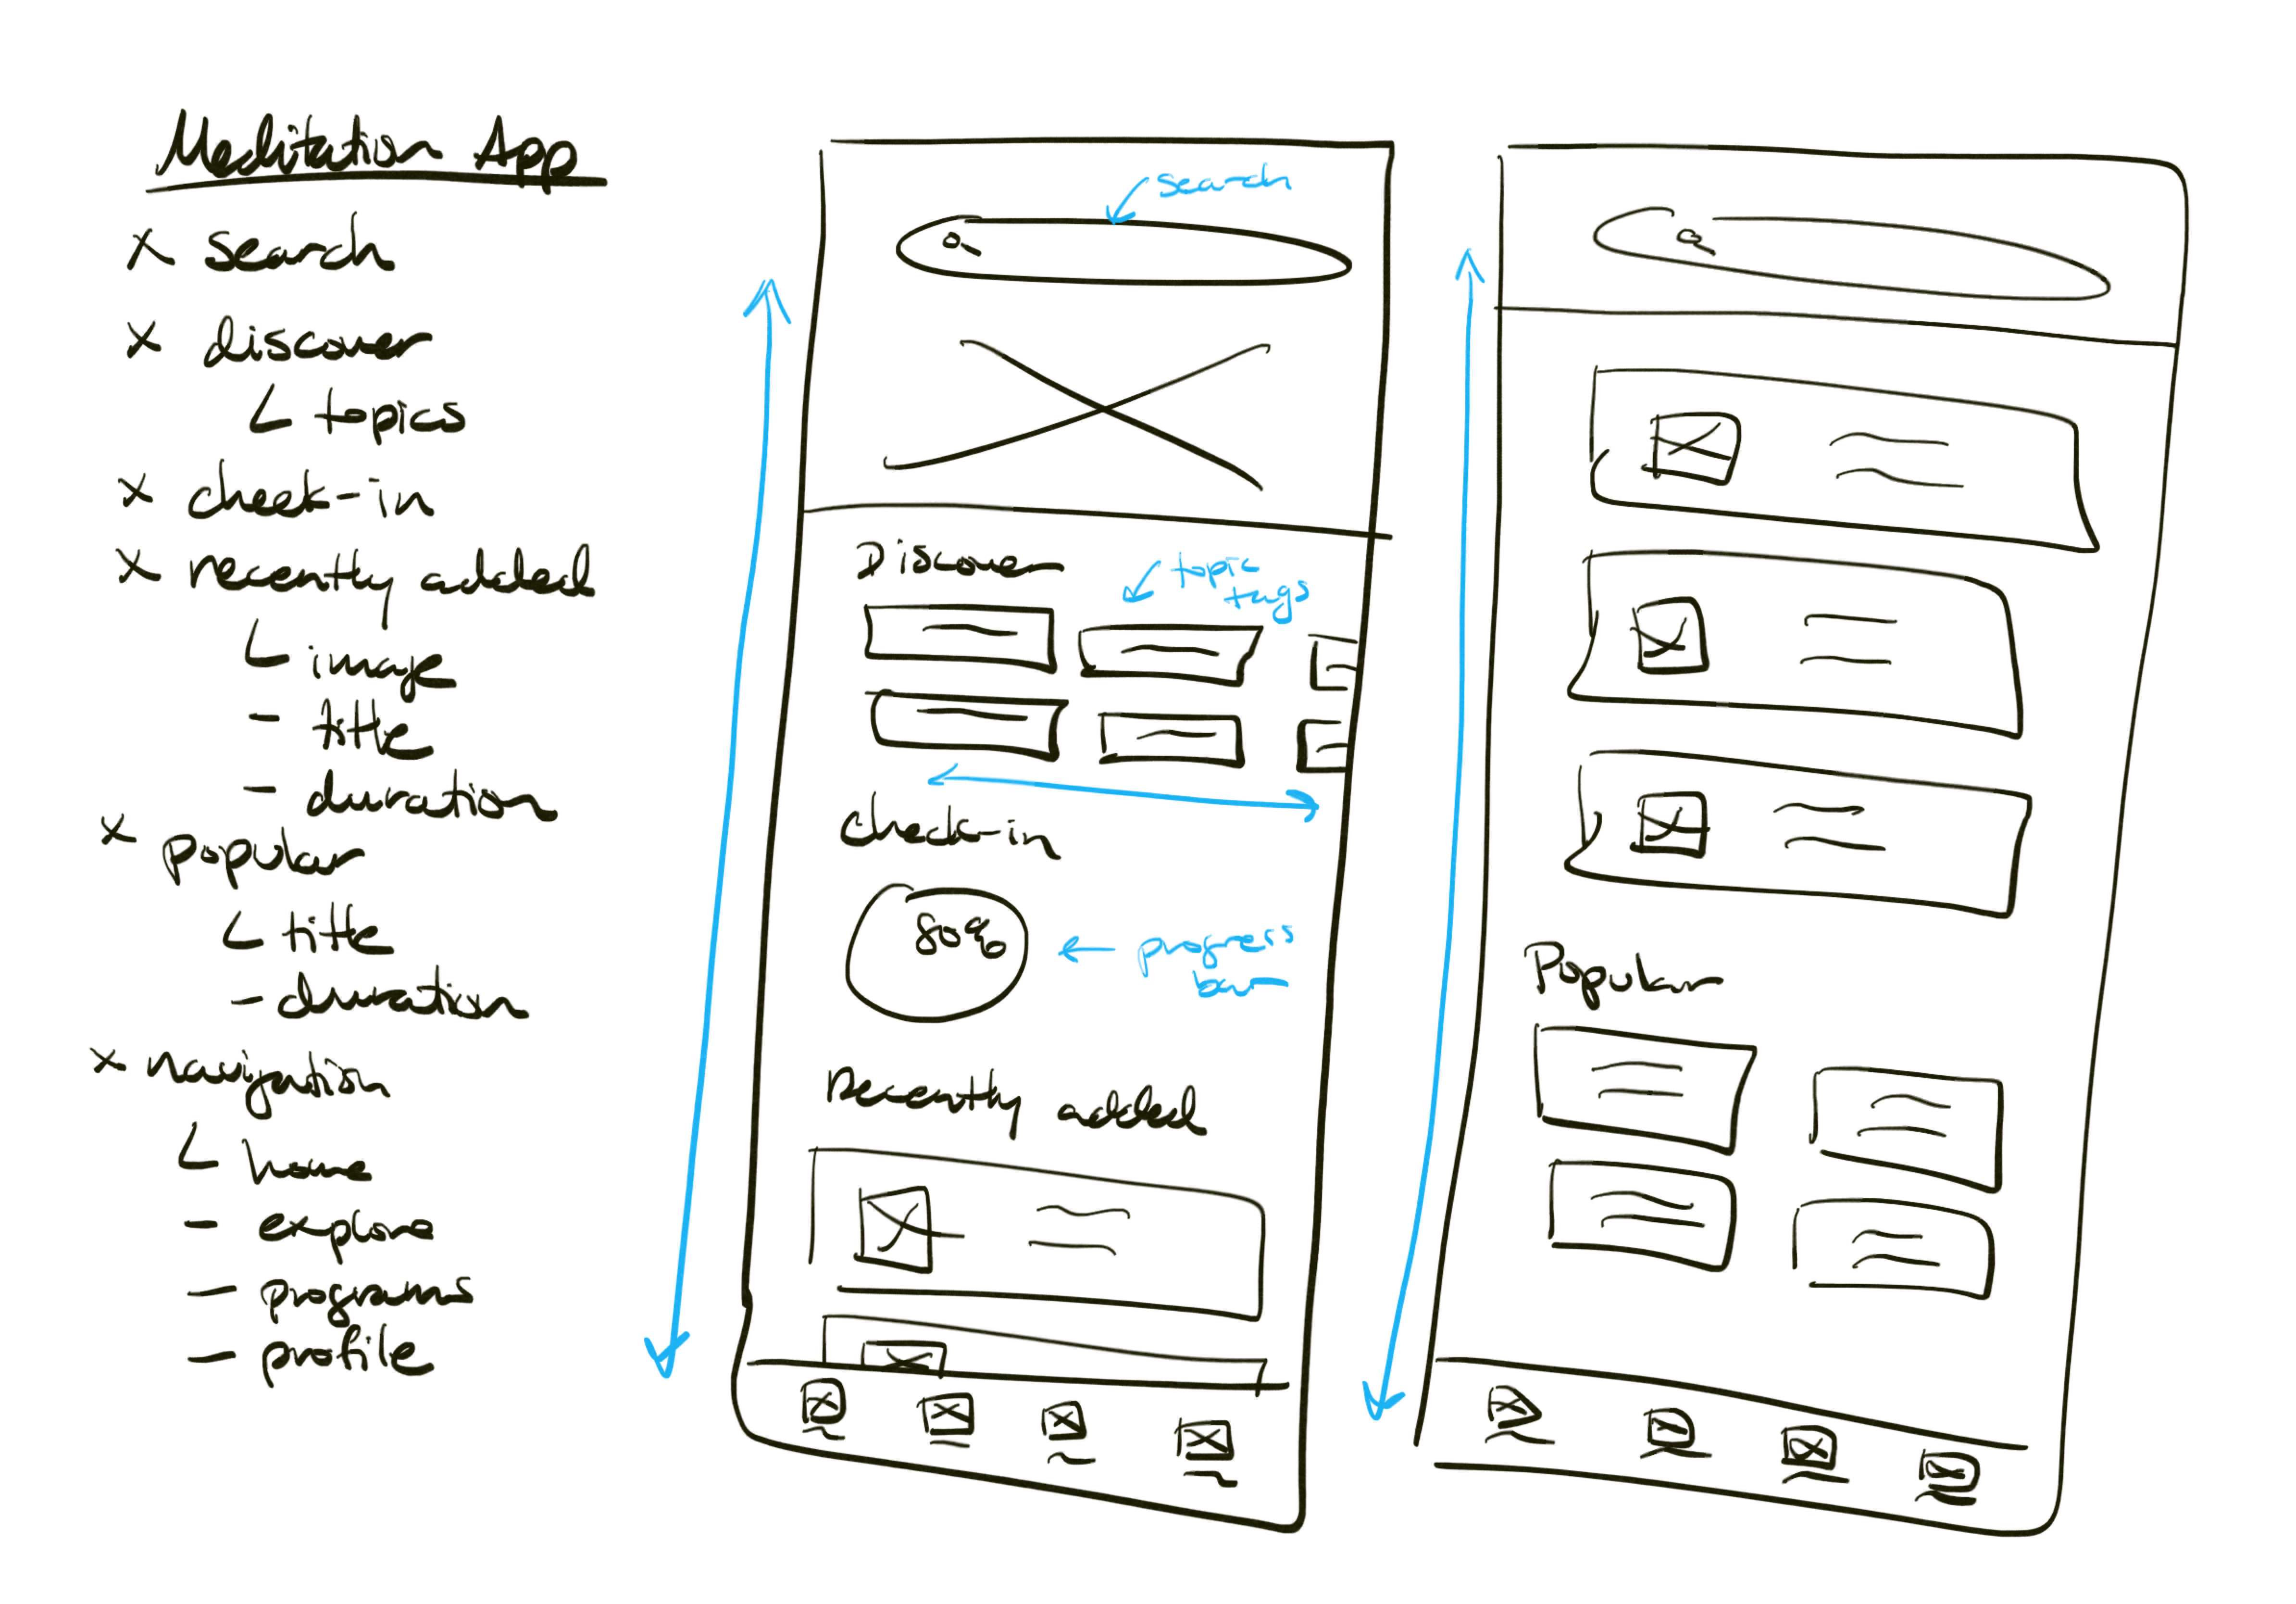 Meditation App
x search
x discover
topics
x check-in
x recently added
image
- title
- duration
x popular
title
- duration
x navigation
home
- explore
- programs
- profile
search
Discover
topic
tags
check-in
80%
progress
bar
Recently added
Popular